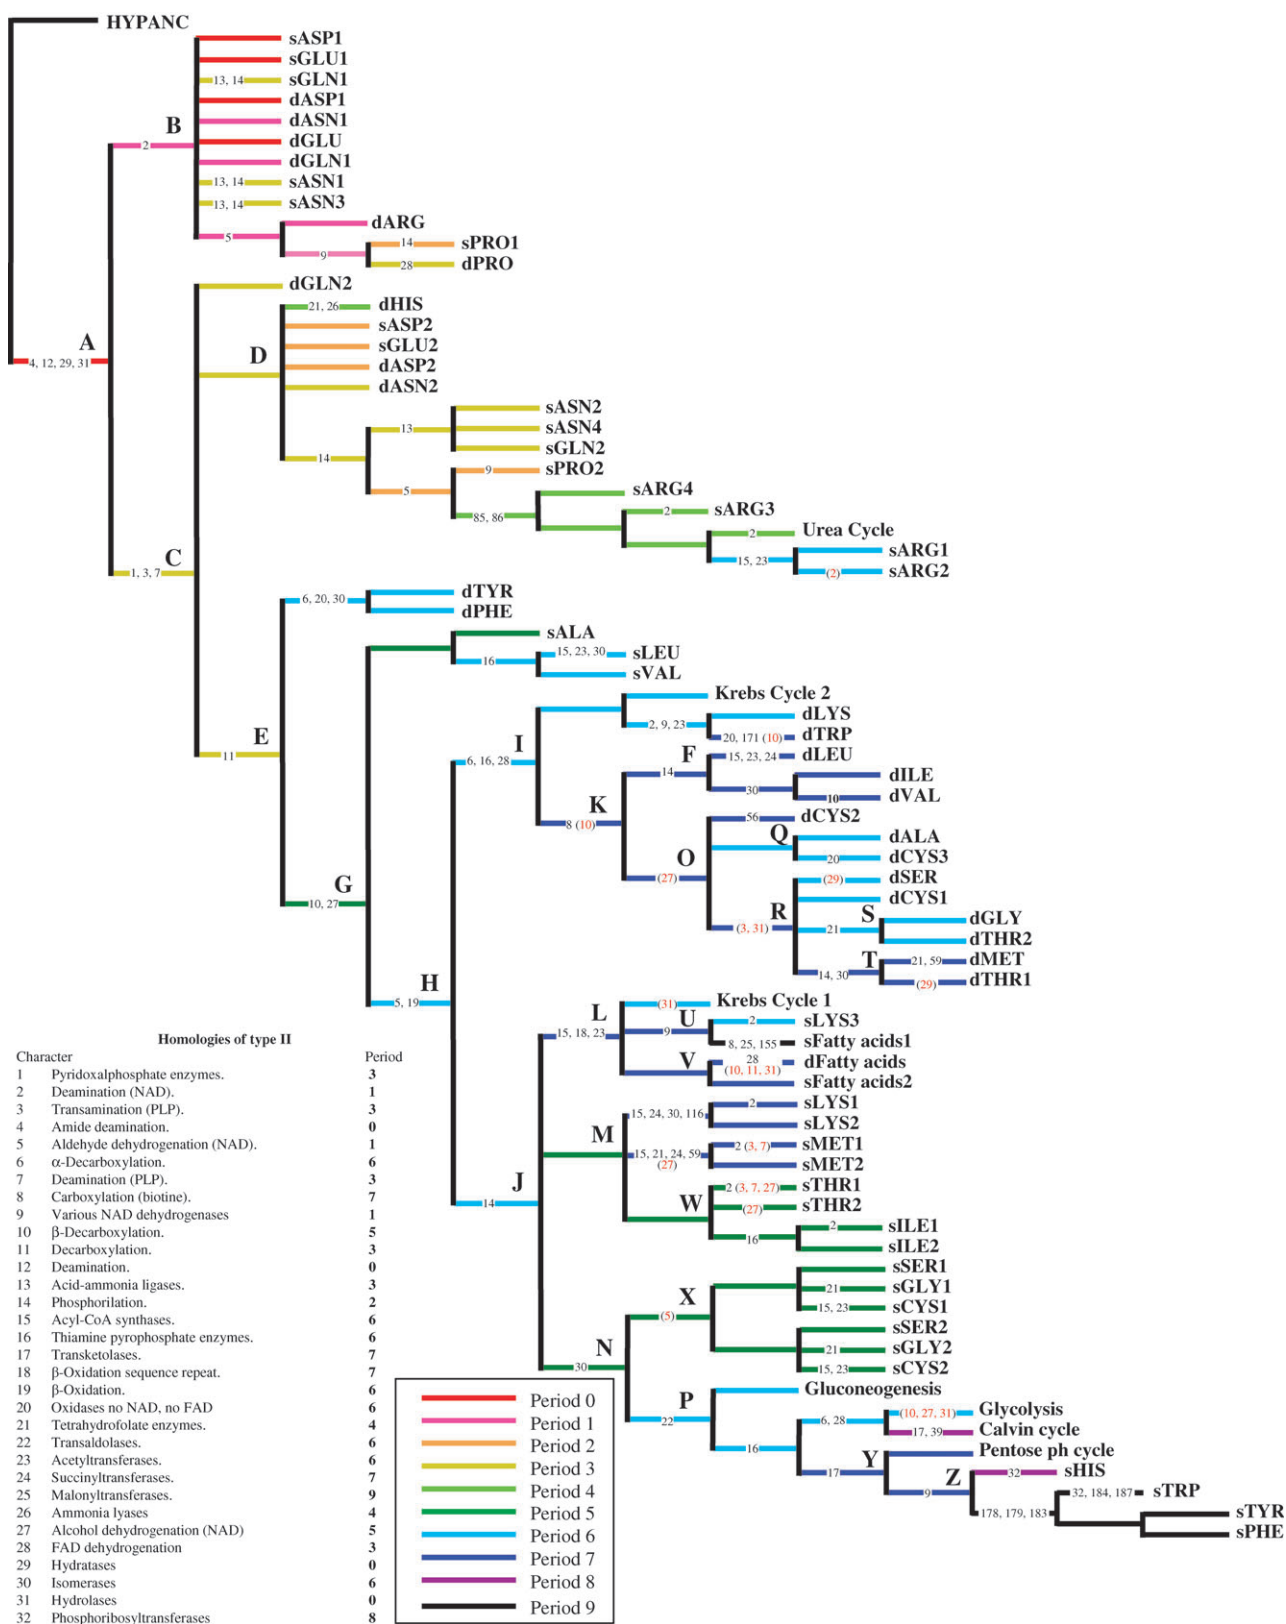 HYPANC
sASP1
sGLU1
13, 14 sGLN1
dASP1
dASN1
B
2
dGLU
dGLN1
13, 14 sASN1
13, 14 sASN3
dARG
5
14 sPRO1
9
28 dPRO
dGLN2
21, 26 dHIS
sASP2
A
sGLU2
D
4, 12, 29, 31
dASP2
dASN2
sASN2
13 sASN4
sGLN2
14
9 sPRO2
5
sARG4
85, 86
2 sARG3
2 Urea Cycle
C
sARG1
15, 23
1, 3, 7
(2) sARG2
dTYR
6, 20, 30
dPHE
sALA
15, 23, 30 sLEU
16
sVAL
Krebs Cycle 2
dLYS
2, 9, 23
E
I
20, 171 (10) dTRP
11
6, 16, 28
F
15, 23, 24 dLEU
14
dILE
30
10 dVAL
K
8 (10)
56 dCYS2
Q
dALA
O
20 dCYS3
(27)
(29) dSER
G
dCYS1
10, 27
R
S
dGLY
(3, 31)
21
dTHR2
T
21, 59 dMET
14, 30
(29) dTHR1
H
5, 19
(31) Krebs Cycle 1
L
U
2 sLYS3
15, 18, 23
9
8, 25, 155 sFatty acids1
V
28 dFatty acids
(10, 11, 31)
sFatty acids2
2 sLYS1
15, 24, 30, 116
sLYS2
M
2 (3, 7) sMET1
15, 21, 24, 59
(27)
sMET2
2 (3, 7, 27) sTHR1
J
W
(27) sTHR2
14
2 sILE1
16
sILE2
sSER1
X
21 sGLY1
(5)
15, 23 sCYS1
sSER2
N
21 sGLY2
30
15, 23 sCYS2
P
Gluconeogenesis
22
(10, 27, 31) Glycolysis
6, 28
17, 39 Calvin cycle
16
Y
Pentose ph cycle
17
Z
32 sHIS
9
32, 184, 187 sTRP
178, 179, 183
sTYR
sPHE
Homologies of type II
Character Period
1 Pyridoxalphosphate enzymes. 3
2 Deamination (NAD). 1
3 Transamination (PLP). 3
4 Amide deamination. 0
5 Aldehyde dehydrogenation (NAD). 1
6 α-Decarboxylation. 6
7 Deamination (PLP). 3
8 Carboxylation (biotine). 7
9 Various NAD dehydrogenases 1
10 β-Decarboxylation. 5
11 Decarboxylation. 3
12 Deamination. 0
13 Acid-ammonia ligases. 3
14 Phosphorilation. 2
15 Acyl-CoA synthases. 6
16 Thiamine pyrophosphate enzymes. 6
17 Transketolases. 7
18 β-Oxidation sequence repeat. 7
19 β-Oxidation. 6
20 Oxidases no NAD, no FAD 6
21 Tetrahydrofolate enzymes. 4
22 Transaldolases. 6
23 Acetyltransferases. 6
24 Succinyltransferases. 7
25 Malonyltransferases. 9
26 Ammonia lyases 4
27 Alcohol dehydrogenation (NAD) 5
28 FAD dehydrogenation 3
29 Hydratases 0
30 Isomerases 6
31 Hydrolases 0
32 Phosphoribosyltransferases 8
Period 0
Period 1
Period 2
Period 3
Period 4
Period 5
Period 6
Period 7
Period 8
Period 9